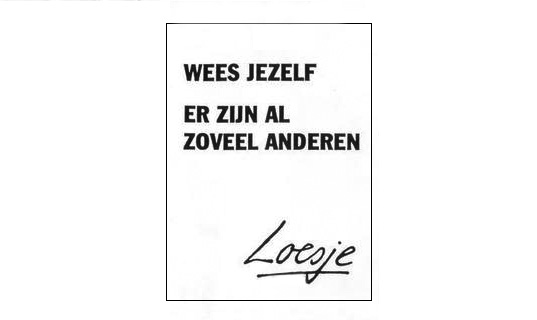 WEES JEZELF
ER ZIJN AL
ZOVEEL ANDEREN
Loesje